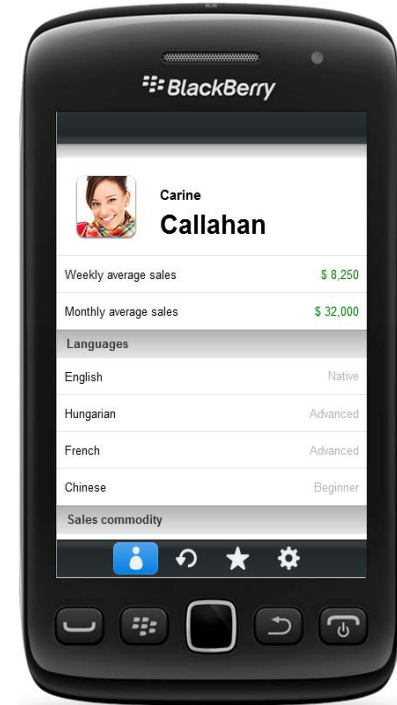 BlackBerry
Carine
Callahan
Weekly average sales $ 8,250
Monthly average sales $ 32,000
Languages
English Native
Hungarian Advanced
French Advanced
Chinese Beginner
Sales commodity